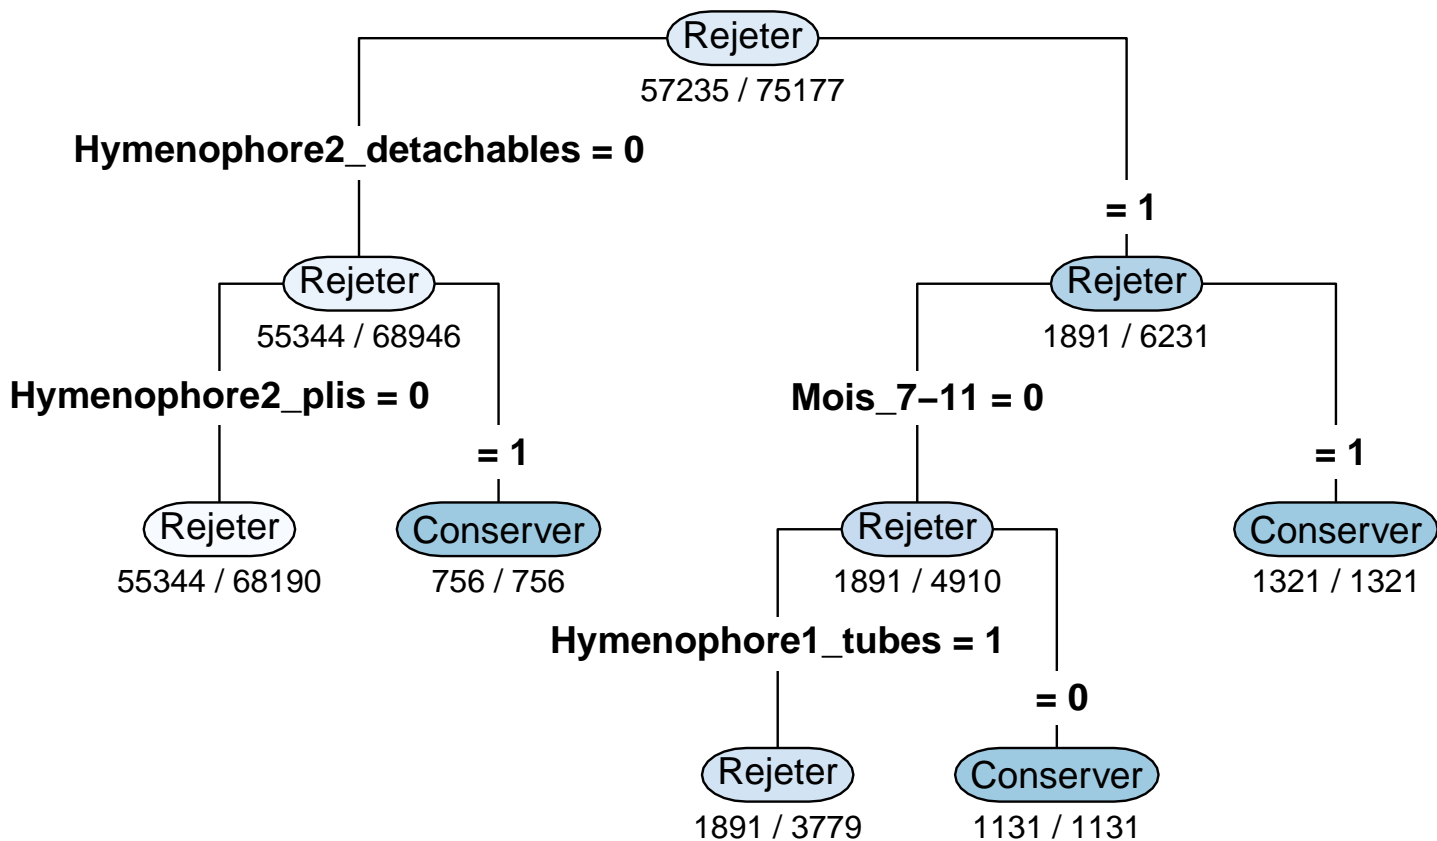 Rejeter
57235 / 75177
Hymenophore2_detachables = 0
= 1
Rejeter
55344 / 68946
Rejeter
1891 / 6231
Hymenophore2_plis = 0
= 1
Mois_7–11 = 0
= 1
Rejeter
55344 / 68190
Conserver
756 / 756
Rejeter
1891 / 4910
Conserver
1321 / 1321
Hymenophore1_tubes = 1
= 0
Rejeter
1891 / 3779
Conserver
1131 / 1131